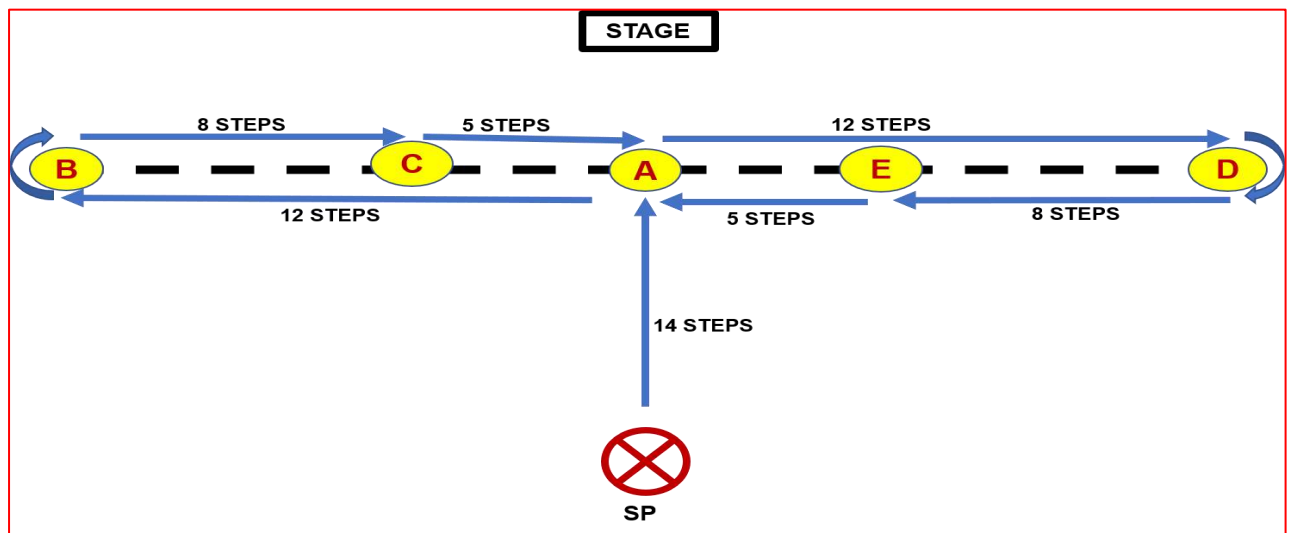 STAGE
8 STEPS
5 STEPS
12 STEPS
B
C
A
E
D
12 STEPS
5 STEPS
8 STEPS
14 STEPS
SP